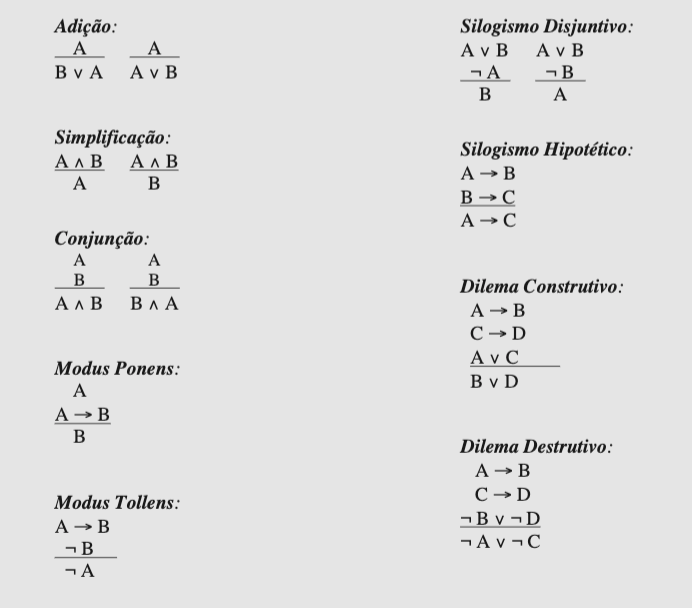 Adição:
A A
B ∨ A A ∨ B
Simplificação:
A ∧ B A ∧ B
A B
Conjunção:
A A
B B
A ∧ B B ∧ A
Modus Ponens:
A
A → B
B
Modus Tollens:
A → B
¬ B
¬ A
Silogismo Disjuntivo:
A ∨ B A ∨ B
¬ A ¬ B
B A
Silogismo Hipotético:
A → B
B → C
A → C
Dilema Construtivo:
A → B
C → D
A ∨ C
B ∨ D
Dilema Destrutivo:
A → B
C → D
¬ B ∨ ¬ D
¬ A ∨ ¬ C